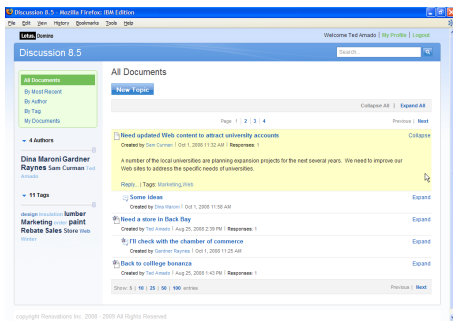 Discussion 8.5 - Mozilla Firefox: IBM Edition
File Edit View History Bookmarks Tools Help
Lotus. Domino
Welcome Ted Amado | My Profile | Logout
Discussion 8.5
Search...
All Documents
By Most Recent
By Author
By Tag
My Documents
4 Authors
Dina Maroni Gardner
Raynes Sam Curman Ted
Amado
11 Tags
design insulation lumber
Marketing paint
Rebate Sales Store Web
Winter
All Documents
New Topic
Collapse All | Expand All
Page 1 | 2 | 3 | 4
Previous | Next
Need updated Web content to attract university accounts
Collapse
Created by Sam Curman | Oct 1, 2008 11:32 AM | Responses: 1
A number of the local universities are planning expansion projects for the next several years. We need to improve our
Web sites to address the specific needs of universities.
Reply... | Tags: Marketing,Web
Some ideas
Expand
Created by Dina Maroni | Oct 1, 2008 11:58 AM
Need a store in Back Bay
Expand
Created by Ted Amado | Aug 25, 2008 2:39 PM | Responses: 1
I'll check with the chamber of commerce
Expand
Created by Gardner Raynes | Oct 1, 2008 11:25 AM
Back to colllege bonanza
Expand
Created by Ted Amado | Aug 25, 2008 1:43 PM | Responses: 1
Show: 5 | 10 | 25 | 50 | 100 entries
Previous | Next
copyright Renovations Inc. 2000 - 2005 All Rights Reserved